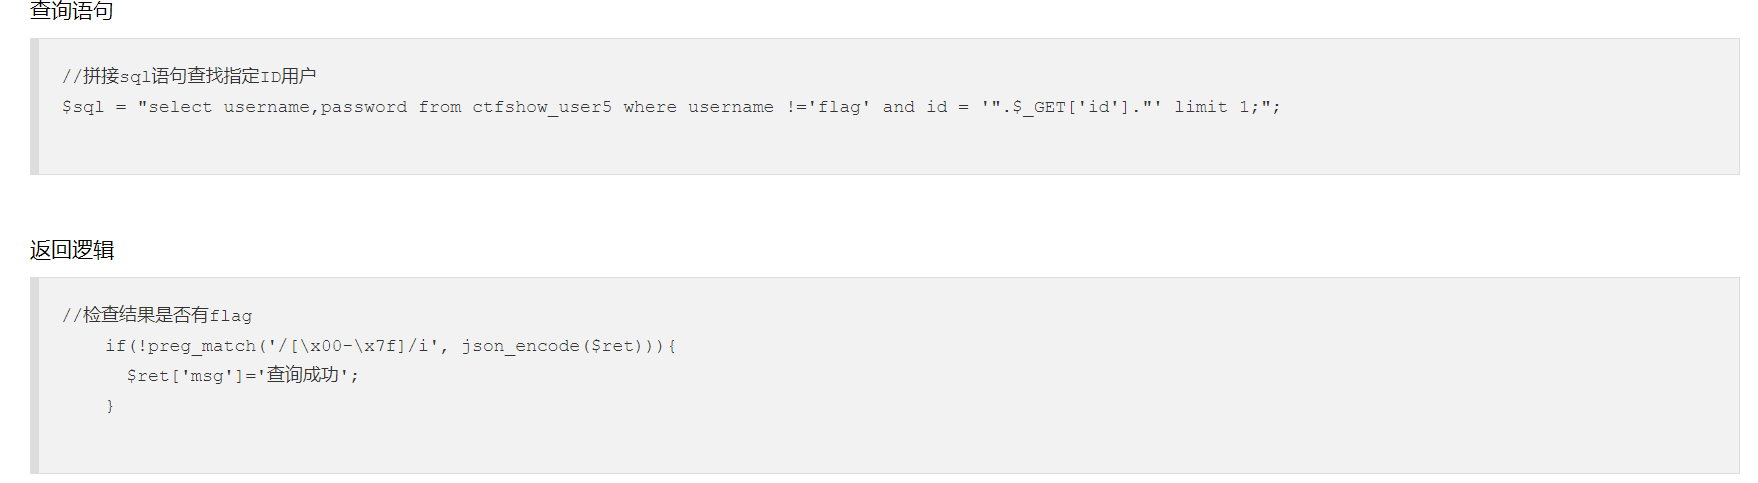 查询语句
//拼接sql语句查找指定ID用户
$sql = "select username,password from ctfshow_user5 where username !='flag' and id = '".$_GET['id']."' limit 1;";
返回逻辑
//检查结果是否有flag
    if(!preg_match('/[\x00-\x7f]/i', json_encode($ret))){
      $ret['msg']='查询成功';
    }